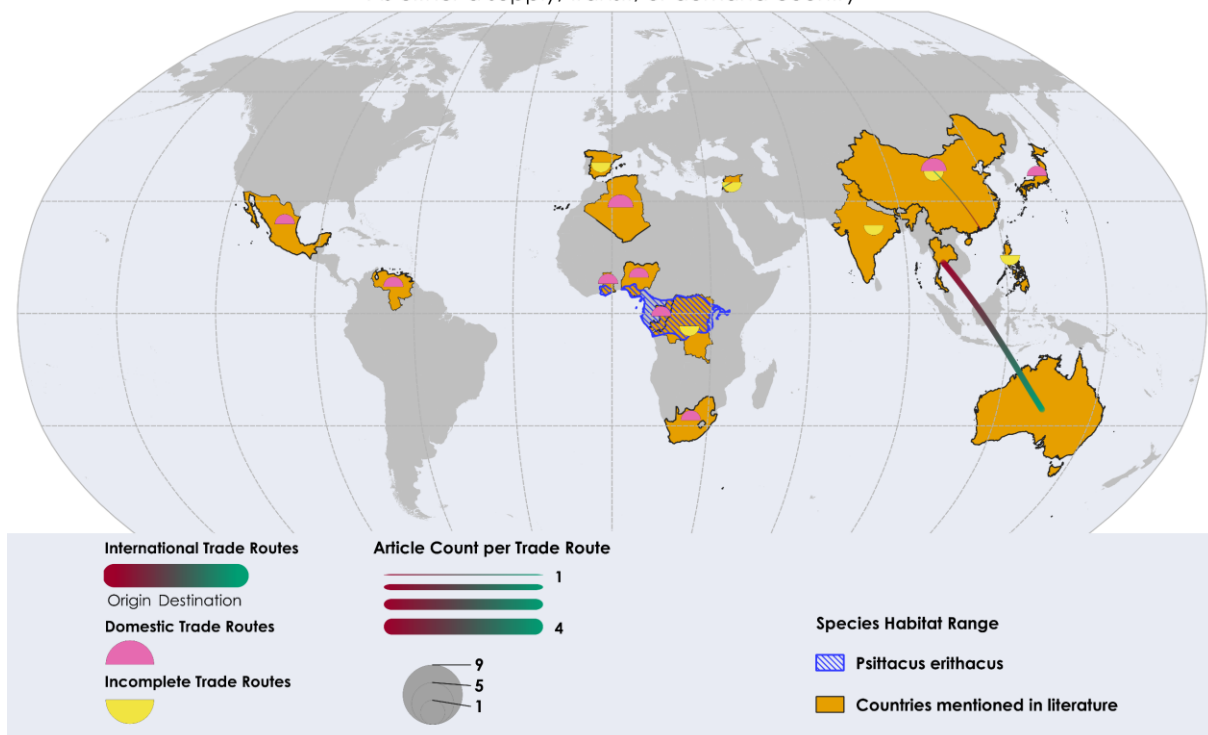 International Trade Routes
Origin Destination
Domestic Trade Routes
Incomplete Trade Routes
Article Count per Trade Route
1
4
9
5
1
Species Habitat Range
Psittacus erithacus
Countries mentioned in literature